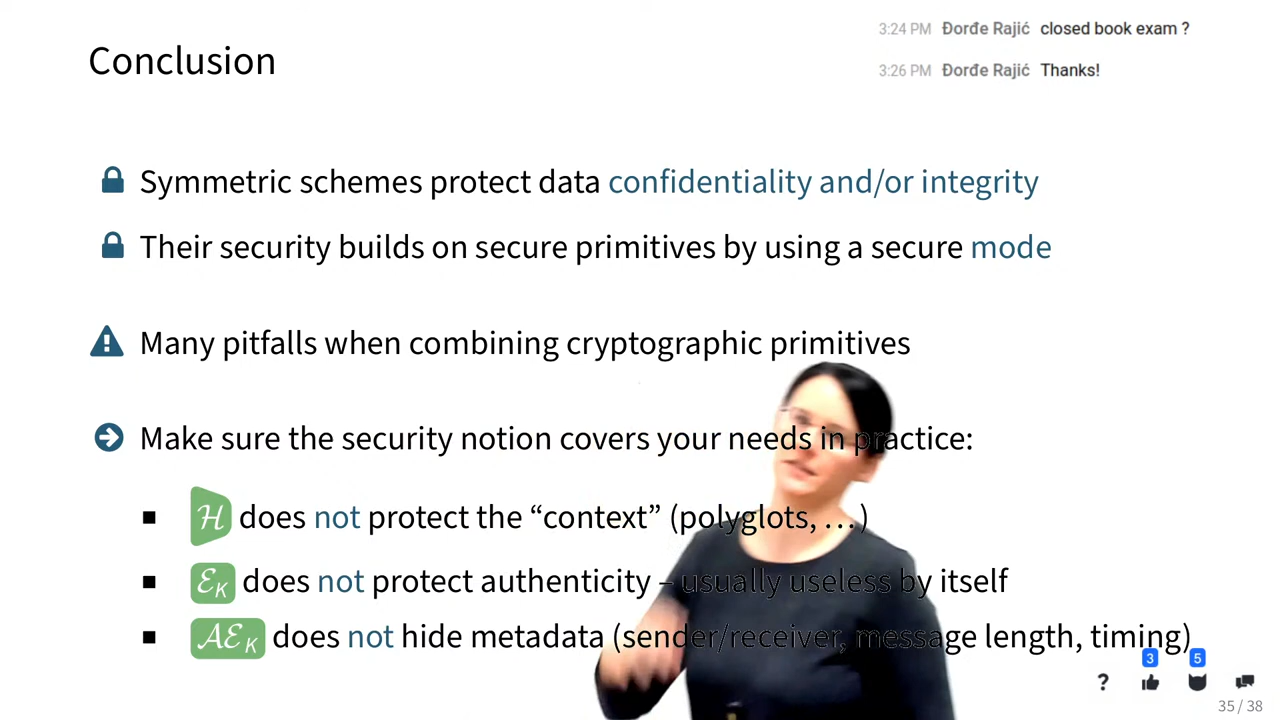 3:24 PM Đorđe Rajić closed book exam ?
Conclusion
3:26 PM Đorđe Rajić Thanks!
Symmetric schemes protect data confidentiality and/or integrity
Their security builds on secure primitives by using a secure mode
Many pitfalls when combining cryptographic primitives
Make sure the security notion covers your needs in practice:
ℋ does not protect the “context” (polyglots, …)
ℰK does not protect authenticity – usually useless by itself
𝒜ℰK does not hide metadata (sender/receiver, message length, timing)
3 5
?
35 / 38